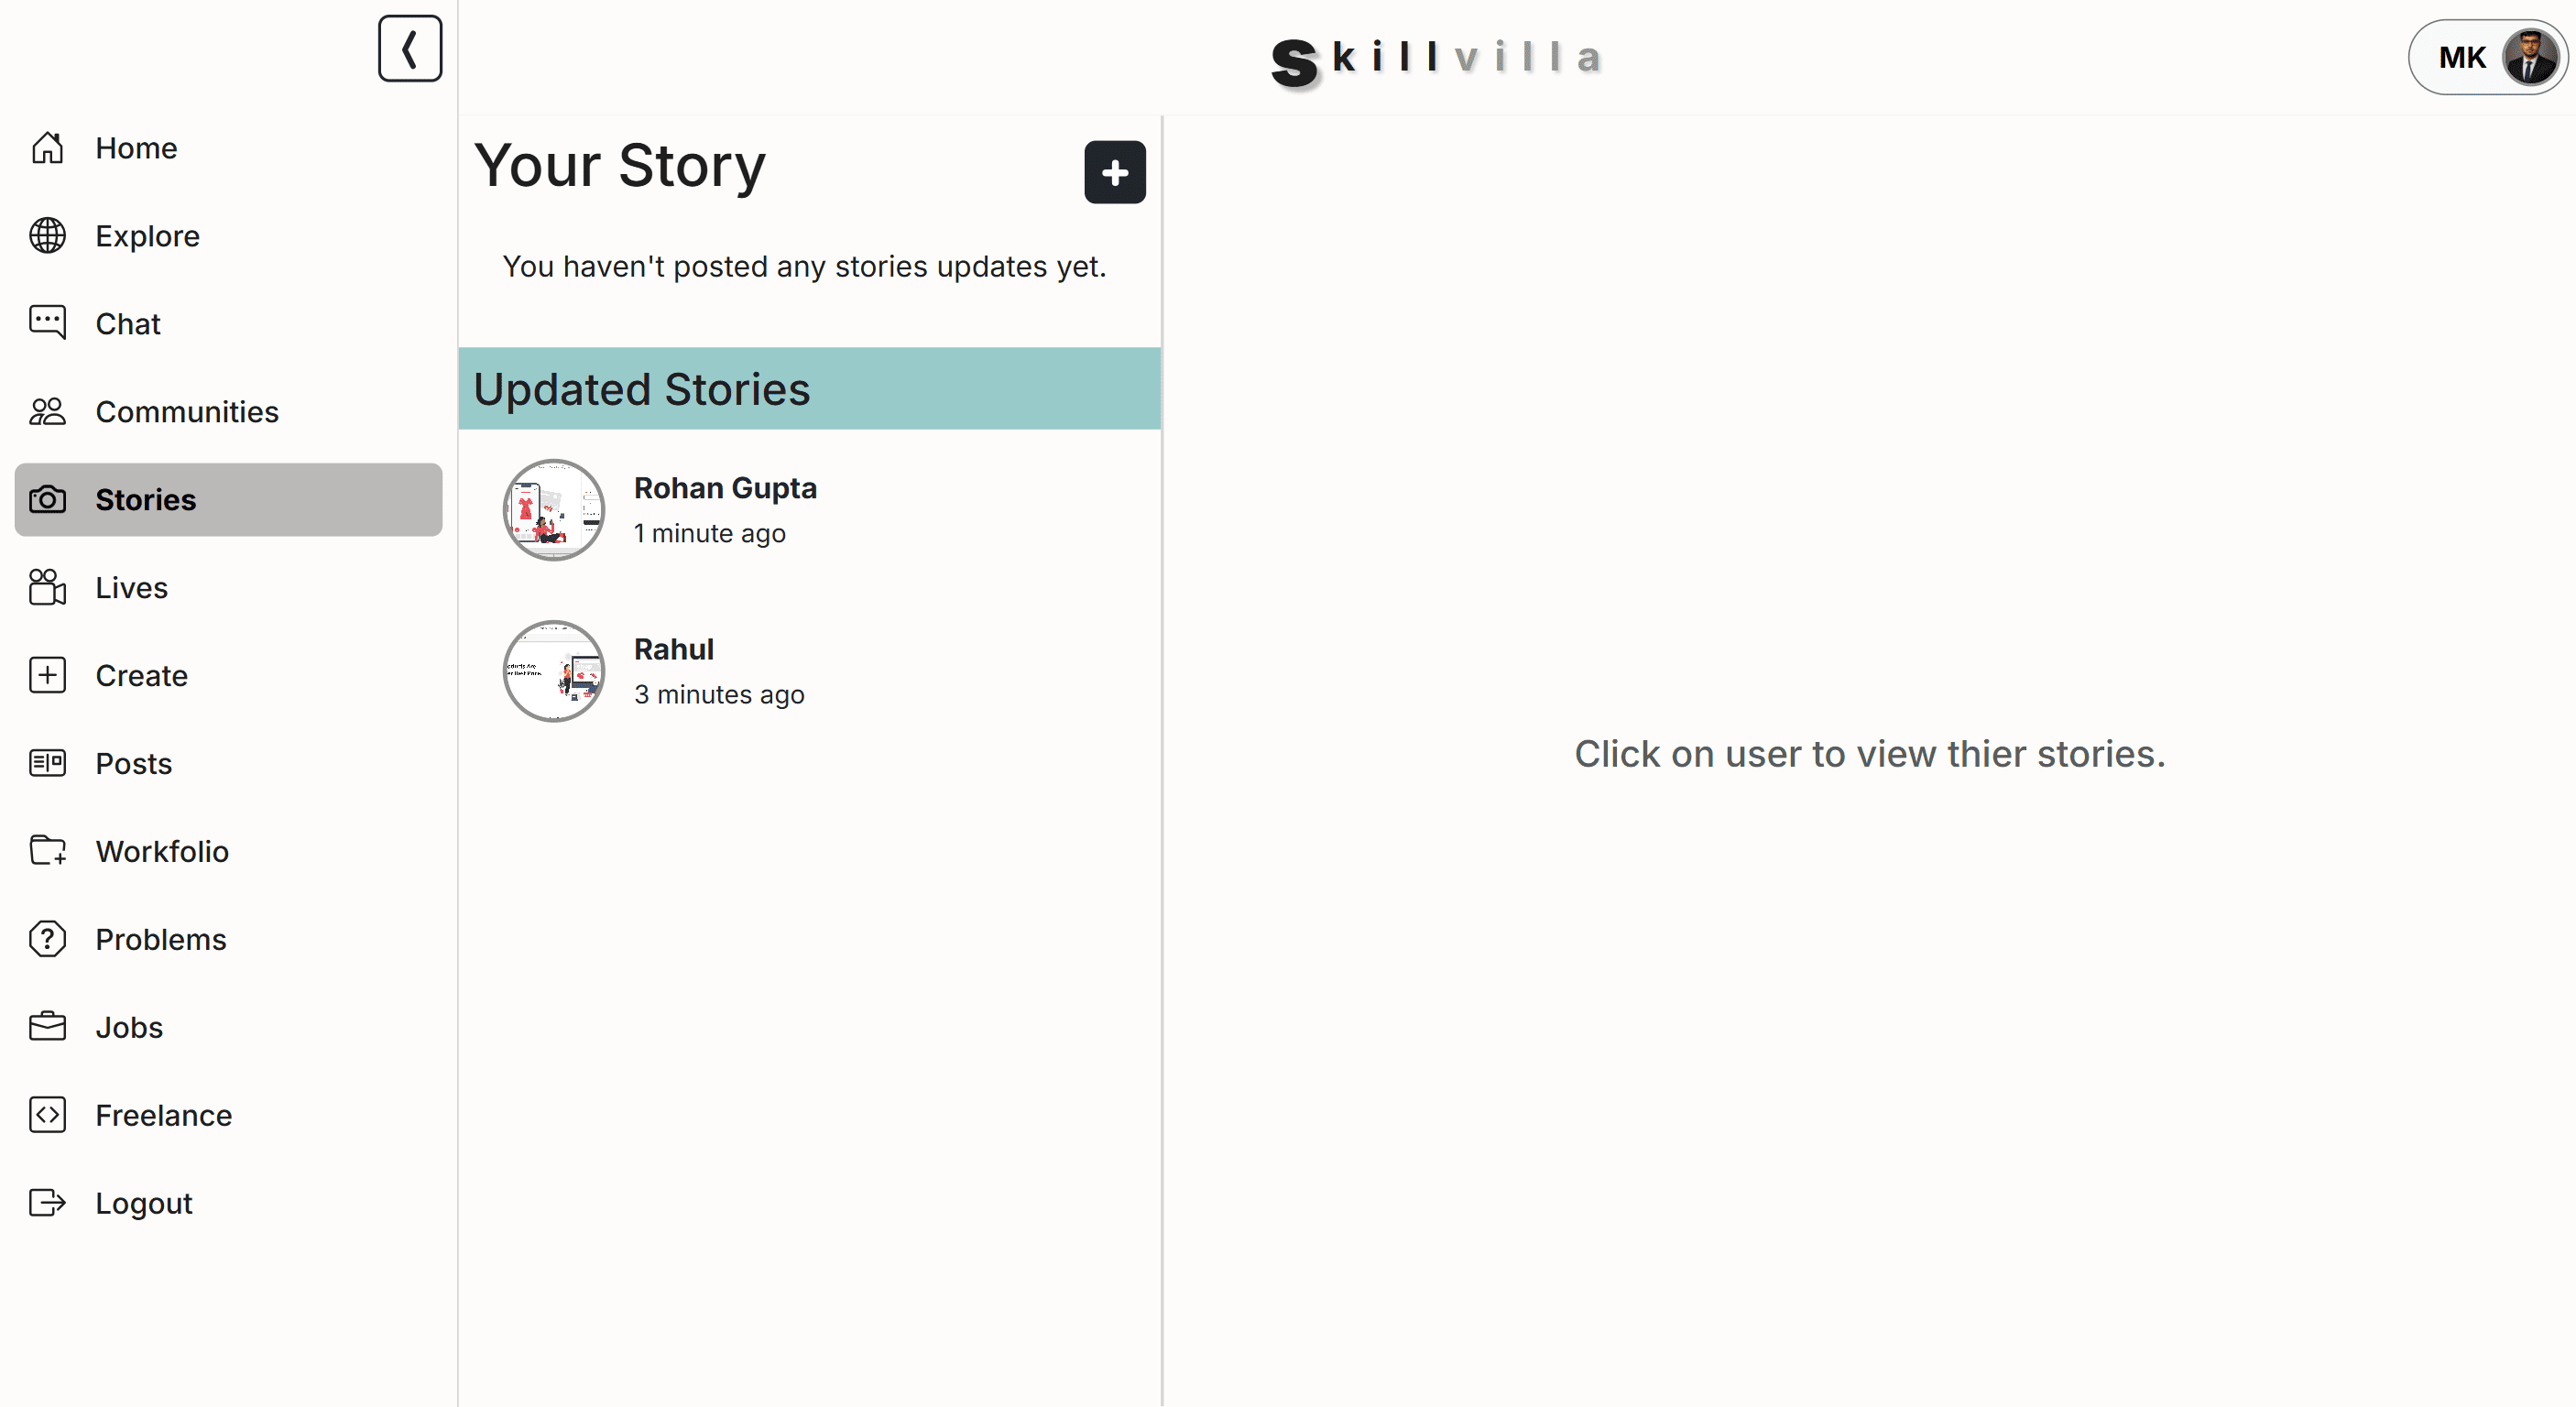 Skillvilla
MK
Home
Explore
Chat
Communities
Stories
Lives
Create
Posts
Workfolio
Problems
Jobs
Freelance
Logout
Your Story
You haven't posted any stories updates yet.
Updated Stories
Rohan Gupta
1 minute ago
Rahul
3 minutes ago
Click on user to view thier stories.